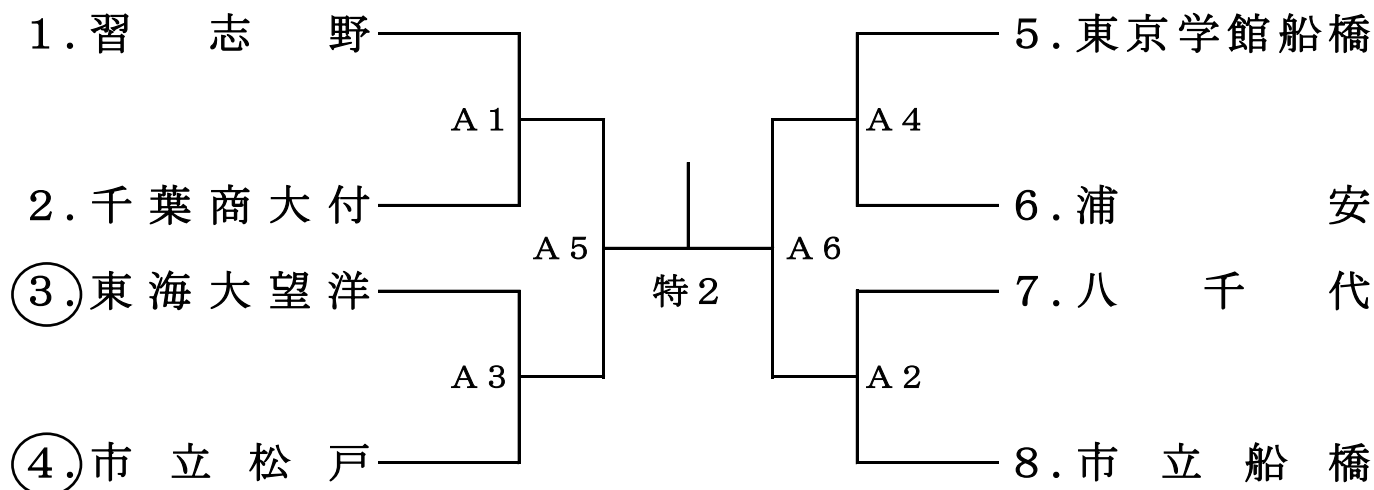 1.習志野
2.千葉商大付
3.東海大望洋
4.市立松戸
A1
A3
A5
特2
A6
A4
A2
5.東京学館船橋
6.浦安
7.八千代
8.市立船橋